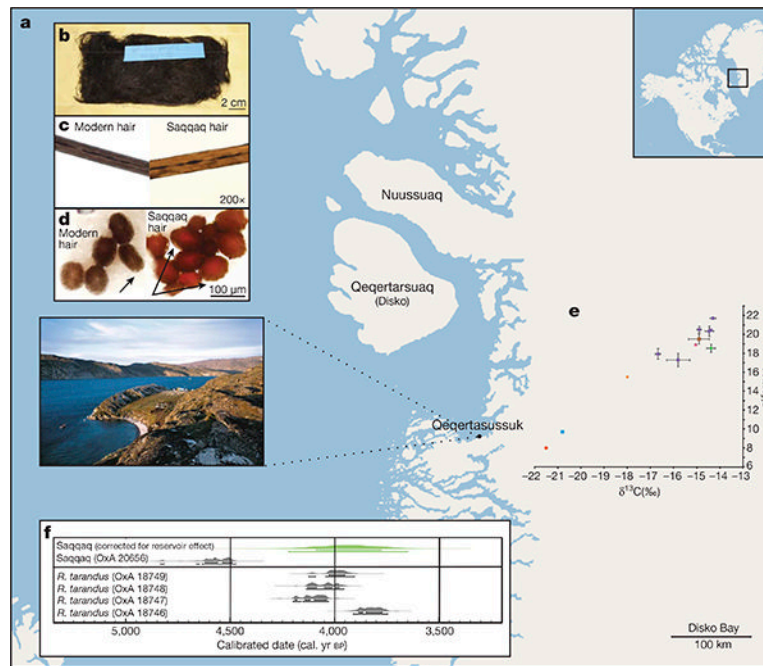 a
b
2 cm
c
Modern hair
Saqqaq hair
200×
d
Modern
hair
Saqqaq
hair
100 µm
Nuussuaq
Qeqertarsuaq
(Disko)
Qeqertasussuk
e
22
20
18
16
14
12
10
8
6
–22 –21 –20 –19 –18 –17 –16 –15 –14 –13
δ¹³C(‰)
f
Saqqaq (corrected for reservoir effect)
Saqqaq (OxA 20656)
R. tarandus (OxA 18749)
R. tarandus (OxA 18748)
R. tarandus (OxA 18747)
R. tarandus (OxA 18746)
5,000 4,500 4,000 3,500
Calibrated date (cal. yr BP)
Disko Bay
100 km